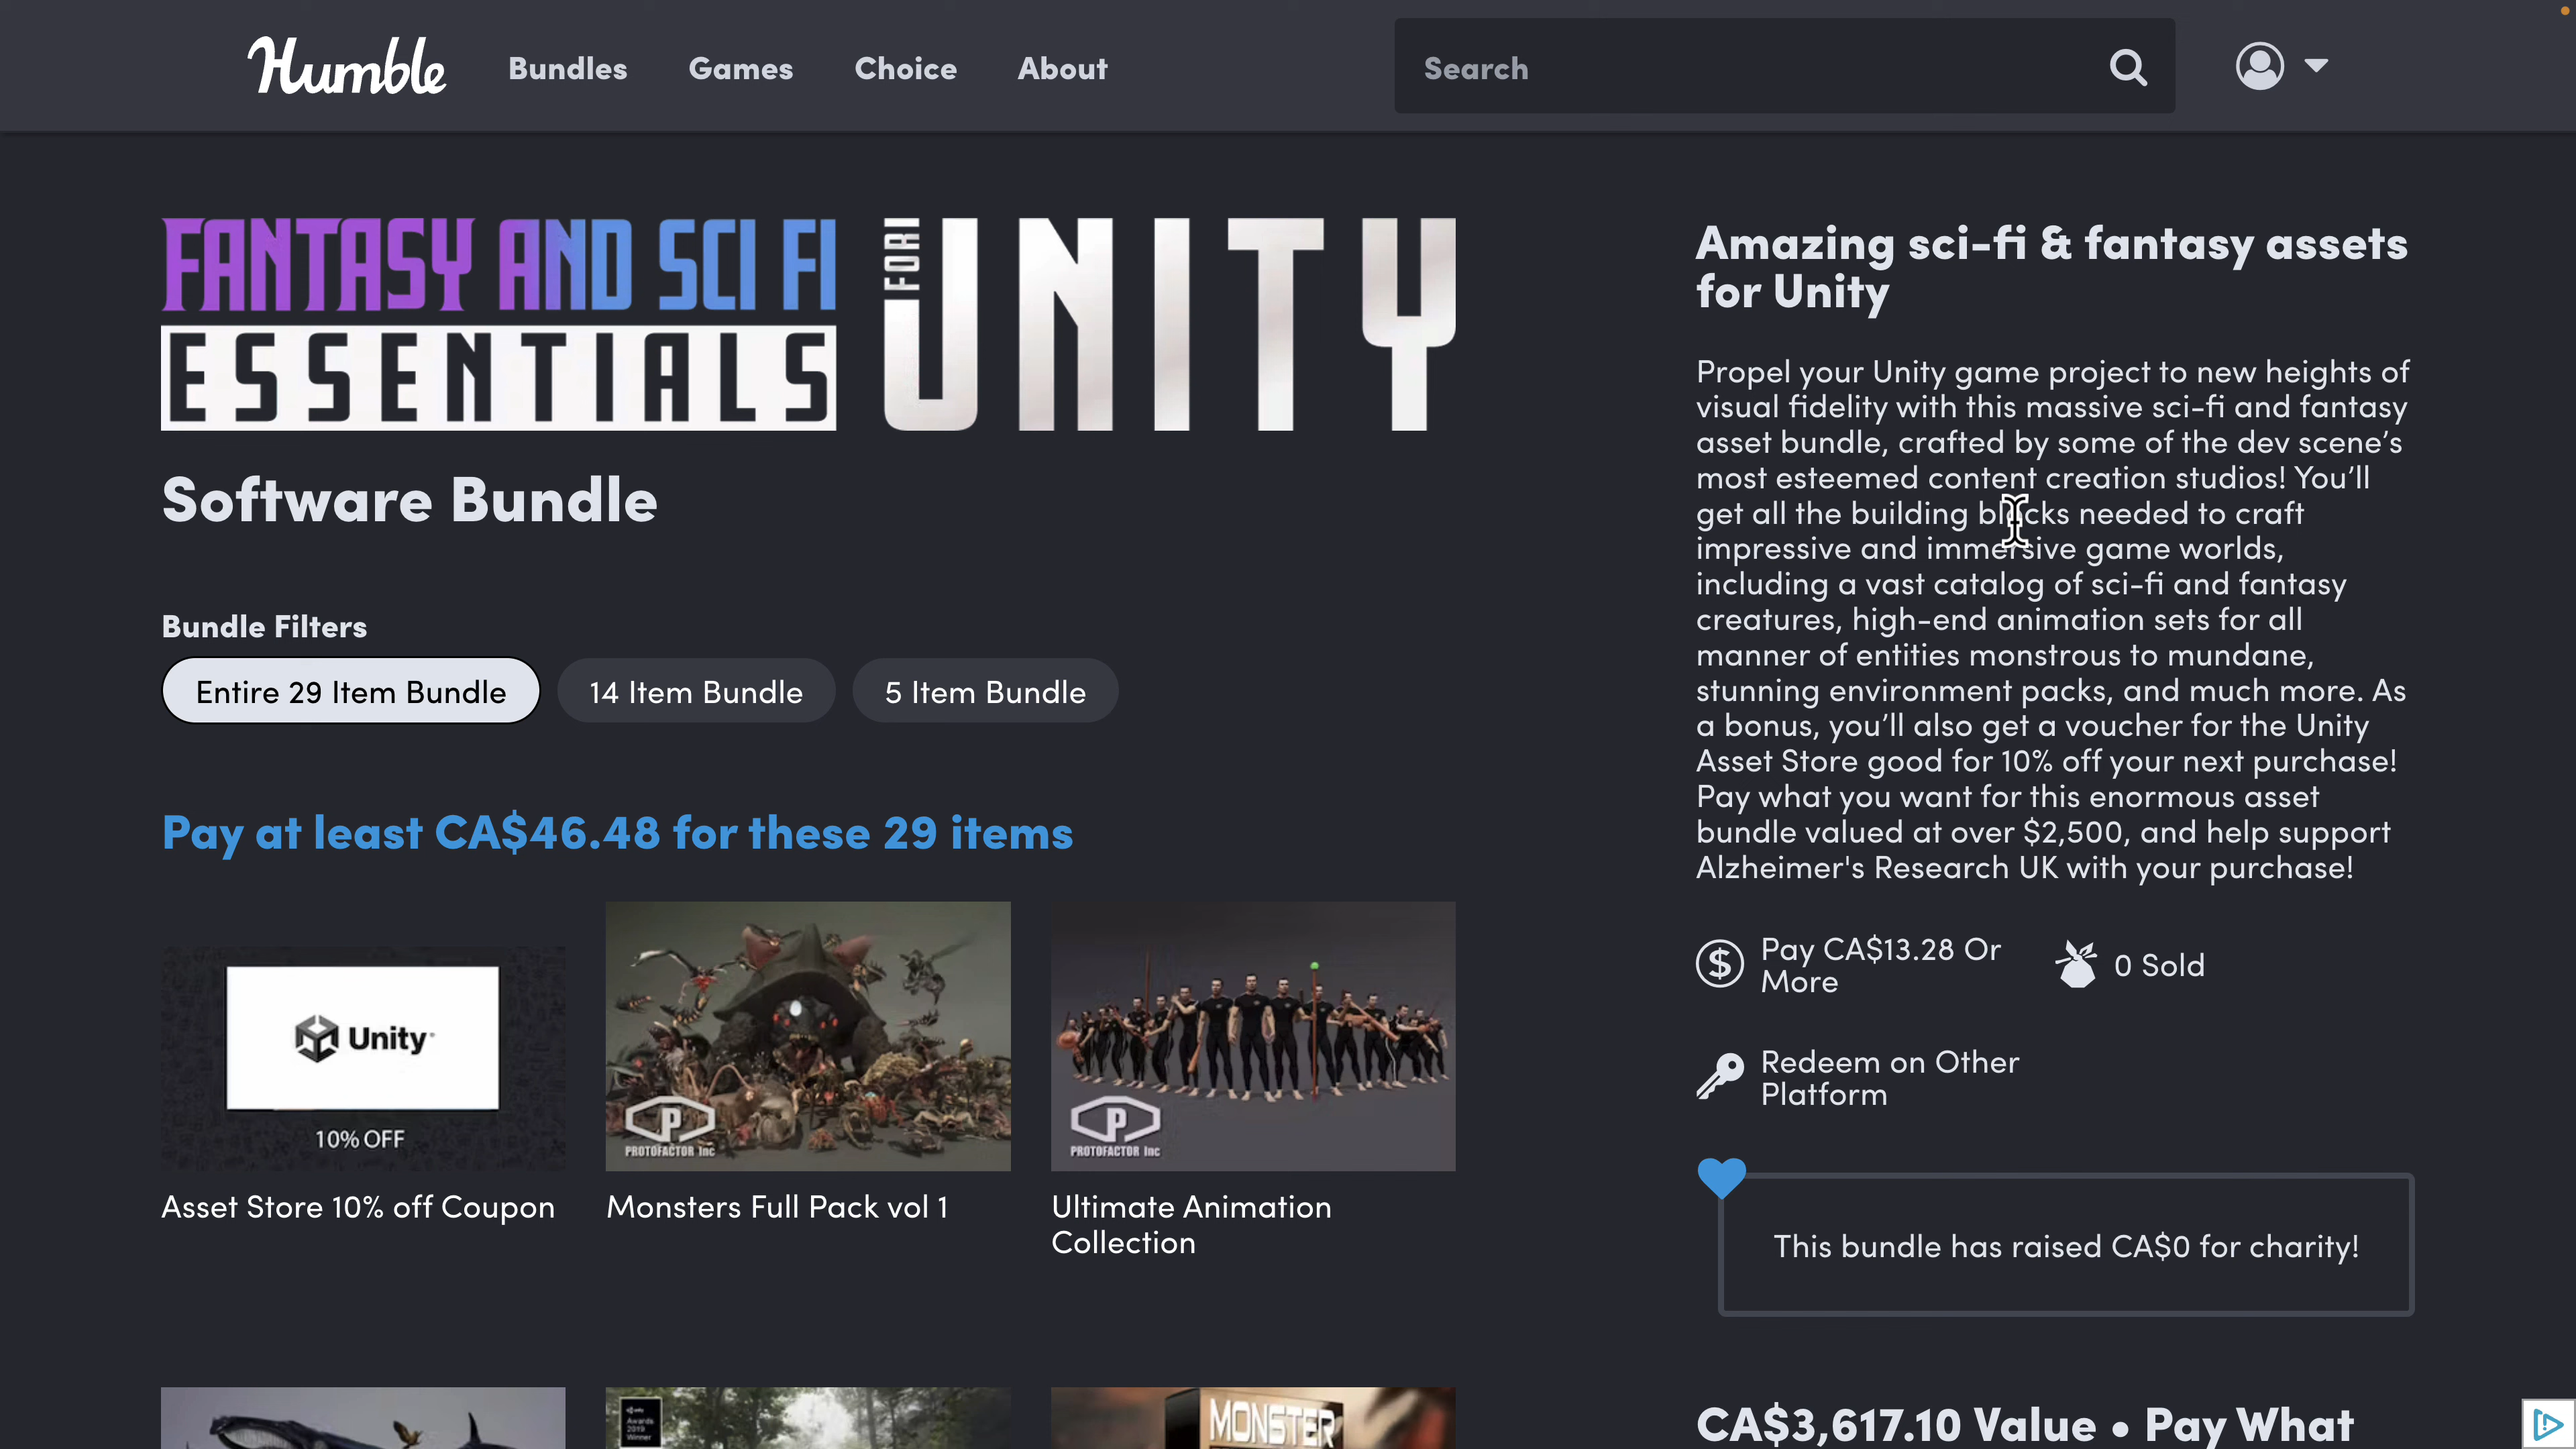 Humble
Bundles
Games
Choice
About
Search
FANTASY AND SCI FI
ESSENTIALS
FOR
UNITY
Software Bundle
Bundle Filters
Entire 29 Item Bundle
14 Item Bundle
5 Item Bundle
Pay at least CA$46.48 for these 29 items
Unity
10% OFF
Asset Store 10% off Coupon
PROTOFACTOR Inc
Monsters Full Pack vol 1
PROTOFACTOR Inc
Ultimate Animation
Collection
unity
Awards
2019
Winner
MONSTER
Amazing sci-fi & fantasy assets
for Unity
Propel your Unity game project to new heights of
visual fidelity with this massive sci-fi and fantasy
asset bundle, crafted by some of the dev scene’s
most esteemed content creation studios! You’ll
get all the building blocks needed to craft
impressive and immersive game worlds,
including a vast catalog of sci-fi and fantasy
creatures, high-end animation sets for all
manner of entities monstrous to mundane,
stunning environment packs, and much more. As
a bonus, you’ll also get a voucher for the Unity
Asset Store good for 10% off your next purchase!
Pay what you want for this enormous asset
bundle valued at over $2,500, and help support
Alzheimer's Research UK with your purchase!
Pay CA$13.28 Or
More
0 Sold
Redeem on Other
Platform
This bundle has raised CA$0 for charity!
CA$3,617.10 Value • Pay What